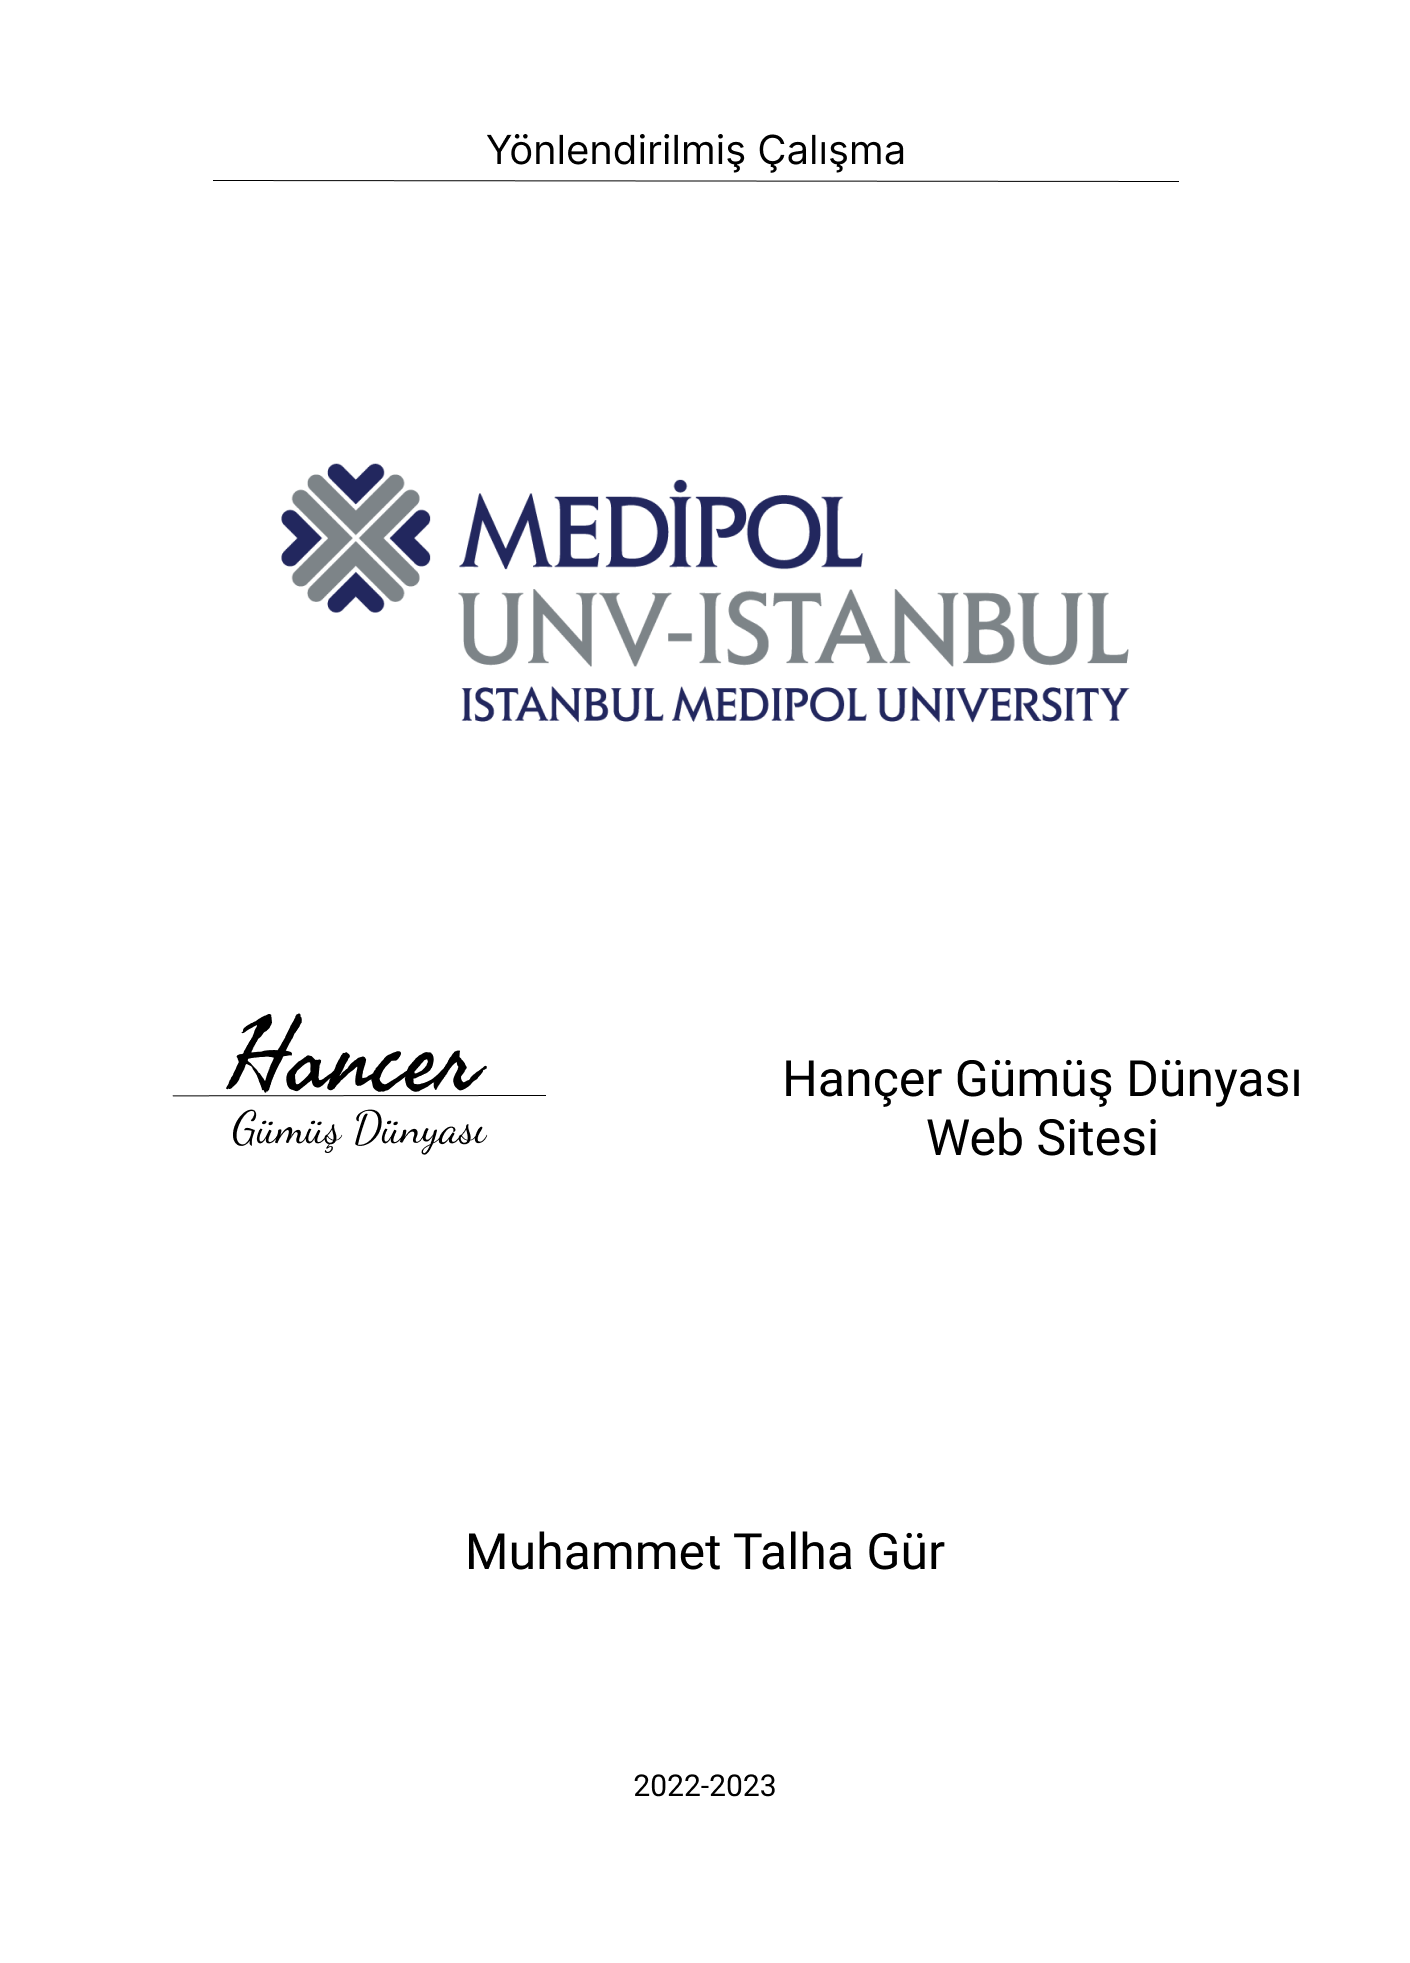 Yönlendirilmiş Çalışma
MEDİPOL
UNV-ISTANBUL
ISTANBUL MEDIPOL UNIVERSITY
Hancer
Gümüş Dünyası
Hançer Gümüş Dünyası
Web Sitesi
Muhammet Talha Gür
2022-2023